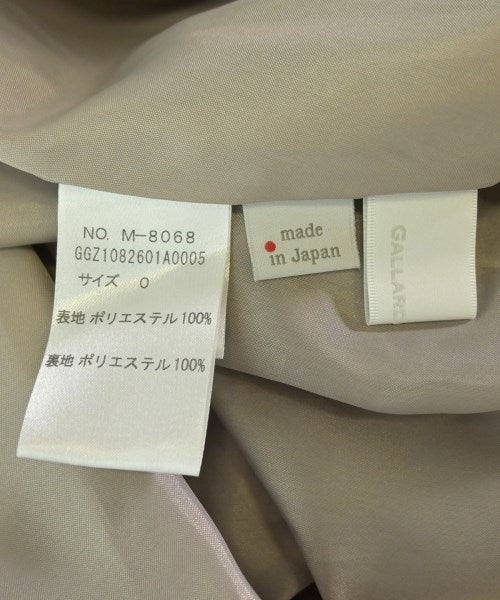 NO. M-8068
GGZ1082601A0005
サイズ 0
表地 ポリエステル100%
裏地 ポリエステル100%
made
in Japan